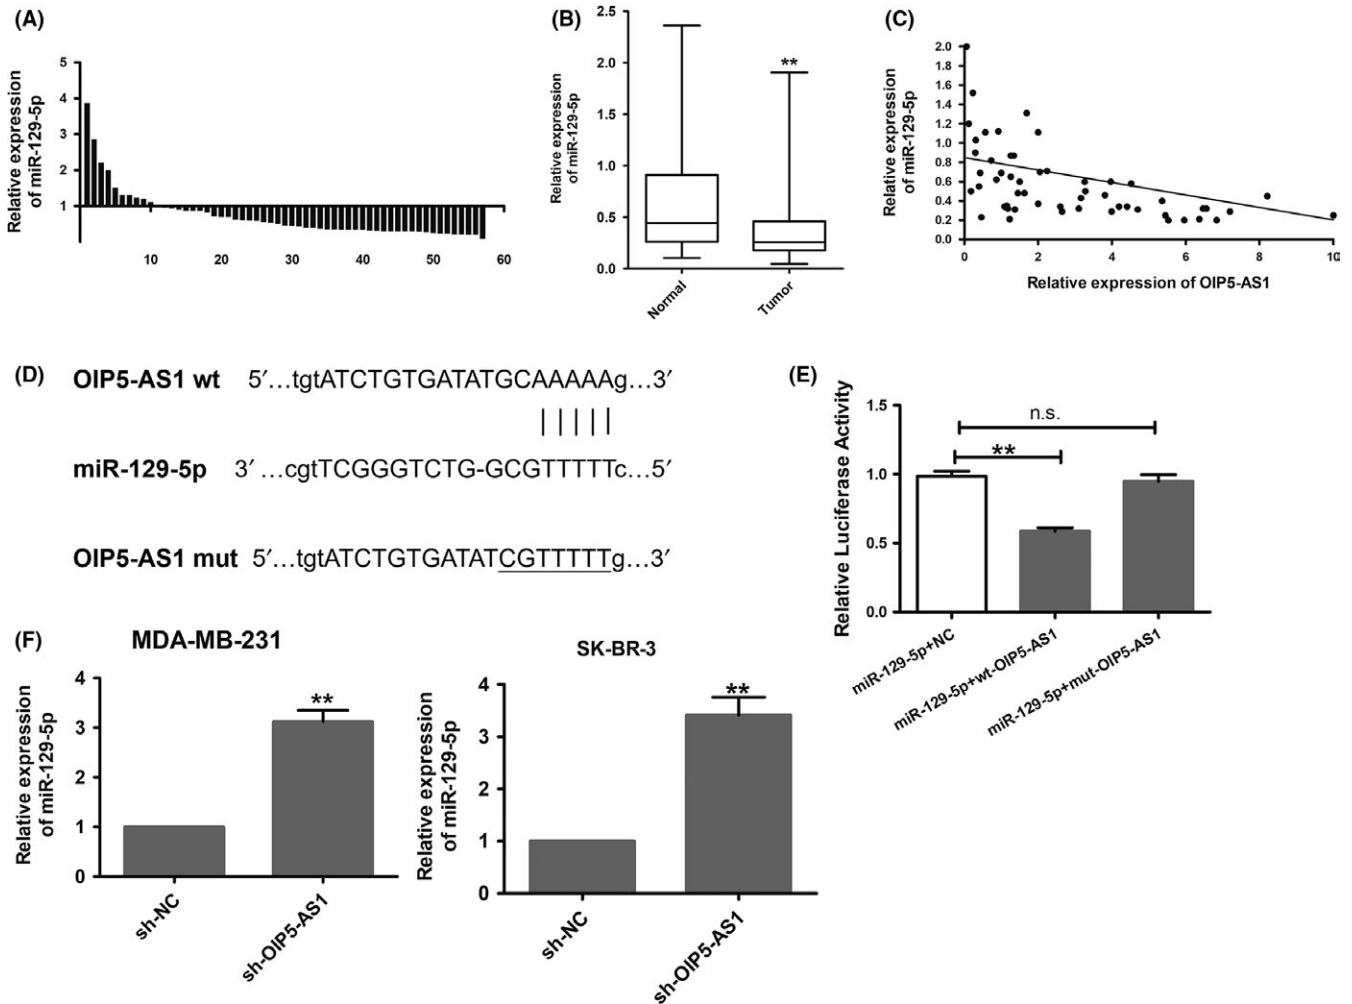 (A)
Relative expression
of miR-129-5p
5
4
3
2
1
10 20 30 40 50 60
(B)
Relative expression
of miR-129-5p
2.5
2.0
1.5
1.0
0.5
0.0
**
Normal
Tumor
(C)
Relative expression
of miR-129-5p
2.0
1.8
1.6
1.4
1.2
1.0
0.8
0.6
0.4
0.2
0.0
0 2 4 6 8 10
Relative expression of OIP5-AS1
(D)
OIP5-AS1 wt 5′...tgtATCTGTGATATGCAAAAAg...3′
miR-129-5p 3′ ...cgtTCGGGTCTG-GCGTTTTTc...5′
OIP5-AS1 mut 5′...tgtATCTGTGATATCGTTTTTg...3′
(E)
Relative Luciferase Activity
1.5
1.0
0.5
0.0
n.s.
**
miR-129-5p+NC
miR-129-5p+wt-OIP5-AS1
miR-129-5p+mut-OIP5-AS1
(F)
MDA-MB-231
Relative expression
of miR-129-5p
4
3
2
1
0
**
sh-NC
sh-OIP5-AS1
SK-BR-3
Relative expression
of miR-129-5p
4
3
2
1
0
**
sh-NC
sh-OIP5-AS1